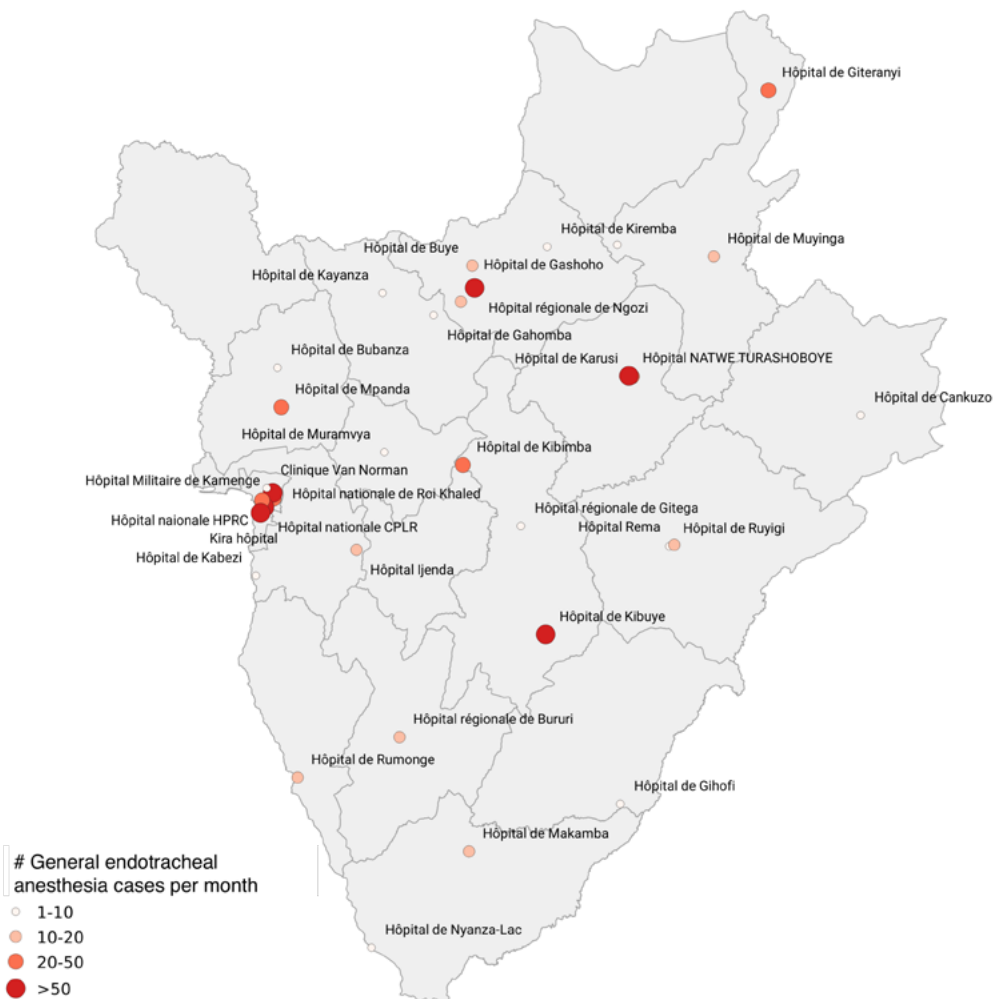 Hôpital de Giteranyi
Hôpital de Kiremba
Hôpital de Muyinga
Hôpital de Buye
Hôpital de Gashoho
Hôpital de Kayanza
Hôpital régionale de Ngozi
Hôpital de Gahomba
Hôpital de Bubanza
Hôpital de Karusi
Hôpital NATWE TURASHOBOYE
Hôpital de Mpanda
Hôpital de Cankuzo
Hôpital de Muramvya
Hôpital de Kibimba
Clinique Van Norman
Hôpital Militaire de Kamenge
Hôpital nationale de Roi Khaled
Hôpital régionale de Gitega
Hôpital naionale HPRC
Hôpital nationale CPLR
Hôpital Rema
Hôpital de Ruyigi
Kira hôpital
Hôpital de Kabezi
Hôpital Ijenda
Hôpital de Kibuye
Hôpital régionale de Bururi
Hôpital de Rumonge
Hôpital de Gihofi
Hôpital de Makamba
Hôpital de Nyanza-Lac
# General endotracheal
anesthesia cases per month
1-10
10-20
20-50
>50